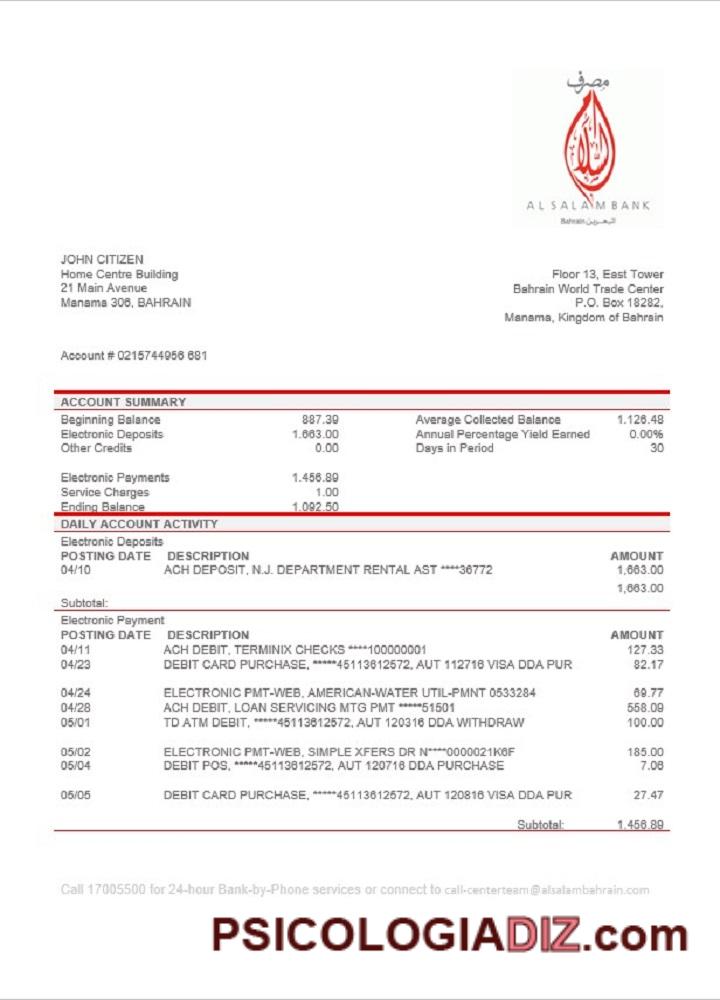 مصرف
السلام
AL SALAM BANK
Bahrain البحرين
JOHN CITIZEN
Home Centre Building
21 Main Avenue
Manama 306, BAHRAIN
Floor 13, East Tower
Bahrain World Trade Center
P.O. Box 18282,
Manama, Kingdom of Bahrain
Account # 0215744956 681
ACCOUNT SUMMARY
Beginning Balance 887.39 Average Collected Balance 1.126.48
Electronic Deposits 1.663.00 Annual Percentage Yield Earned 0.00%
Other Credits 0.00 Days in Period 30
Electronic Payments 1.456.89
Service Charges 1.00
Ending Balance 1.092.50
DAILY ACCOUNT ACTIVITY
Electronic Deposits
POSTING DATE DESCRIPTION AMOUNT
04/10 ACH DEPOSIT, N.J. DEPARTMENT RENTAL AST ****36772 1,663.00
1,663.00
Subtotal:
Electronic Payment
POSTING DATE DESCRIPTION AMOUNT
04/11 ACH DEBIT, TERMINIX CHECKS ****100000001 127.33
04/23 DEBIT CARD PURCHASE, *****45113612572, AUT 112716 VISA DDA PUR 82.17
04/24 ELECTRONIC PMT-WEB, AMERICAN-WATER UTIL-PMNT 0533284 69.77
04/28 ACH DEBIT, LOAN SERVICING MTG PMT *****51501 558.09
05/01 TD ATM DEBIT, *****45113612572, AUT 120316 DDA WITHDRAW 100.00
05/02 ELECTRONIC PMT-WEB, SIMPLE XFERS DR N****0000021K6F 185.00
05/04 DEBIT POS, *****45113612572, AUT 120716 DDA PURCHASE 7.06
05/05 DEBIT CARD PURCHASE, *****45113612572, AUT 120816 VISA DDA PUR 27.47
Subtotal: 1.456.89
Call 17005500 for 24-hour Bank-by-Phone services or connect to call-centerteam@alsalambahrain.com
PSICOLOGIADIZ.com